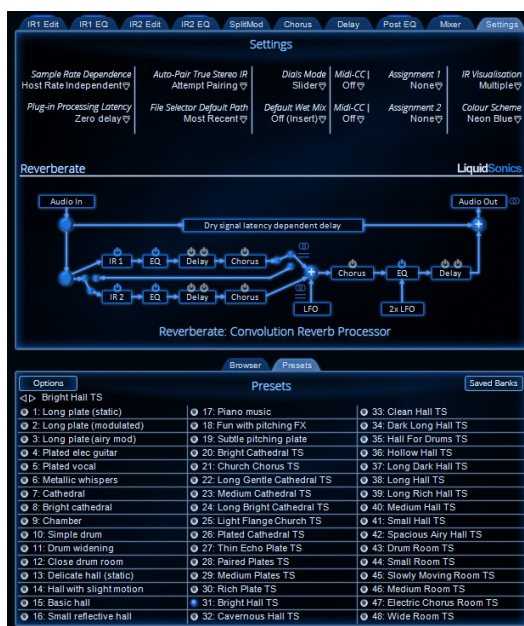 IR1 Edit IR1 EQ IR2 Edit IR2 EQ SplitMod Chorus Delay Post EQ Mixer Settings
Settings
Sample Rate Dependence Auto-Pair True Stereo IR Dials Mode Midi-CC| Assignment 1 IR Visualisation
Host Rate Independent Attempt Pairing Slider Off None Multiple
Plug-in Processing Latency File Selector Default Path Default Wet Mix Midi-CC| Assignment 2 Colour Scheme
Zero delay Most Recent Off (Insert) Off None Neon Blue
Reverberate LiquidSonics
Audio In Audio Out
Dry signal latency dependent delay
IR 1 EQ Delay Chorus
Chorus EQ Delay
IR 2 EQ Delay Chorus
LFO 2x LFO
Reverberate: Convolution Reverb Processor
Browser Presets
Options Presets Saved Banks
Bright Hall TS
1: Long plate (static) 17: Piano music 33: Clean Hall TS
2: Long plate (modulated) 18: Fun with pitching FX 34: Dark Long Hall TS
3: Long plate (airy mod) 19: Subtle pitching plate 35: Hall For Drums TS
4: Plated elec guitar 20: Bright Cathedral TS 36: Hollow Hall TS
5: Plated vocal 21: Church Chorus TS 37: Long Dark Hall TS
6: Metallic whispers 22: Long Gentle Cathedral TS 38: Long Hall TS
7: Cathedral 23: Medium Cathedral TS 39: Long Rich Hall TS
8: Bright cathedral 24: Long Bright Cathedral TS 40: Medium Hall TS
9: Chamber 25: Light Flange Church TS 41: Small Hall TS
10: Simple drum 26: Plated Cathedral TS 42: Spacious Airy Hall TS
11: Drum widening 27: Thin Echo Plate TS 43: Drum Room TS
12: Close drum room 28: Paired Plates TS 44: Small Room TS
13: Delicate hall (static) 29: Medium Plates TS 45: Slowly Moving Room TS
14: Hall with slight motion 30: Rich Plate TS 46: Medium Room TS
15: Basic hall 31: Bright Hall TS 47: Electric Chorus Room TS
16: Small reflective hall 32: Cavernous Hall TS 48: Wide Room TS